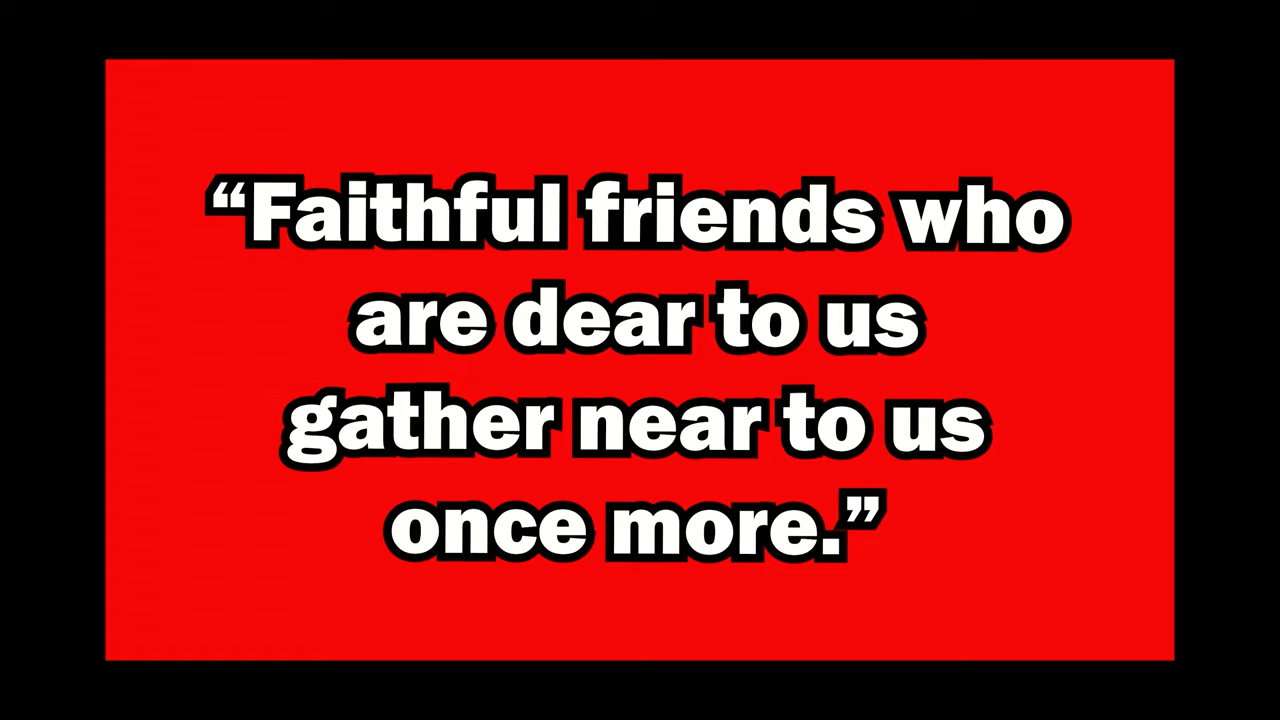 “Faithful friends who
are dear to us
gather near to us
once more.”